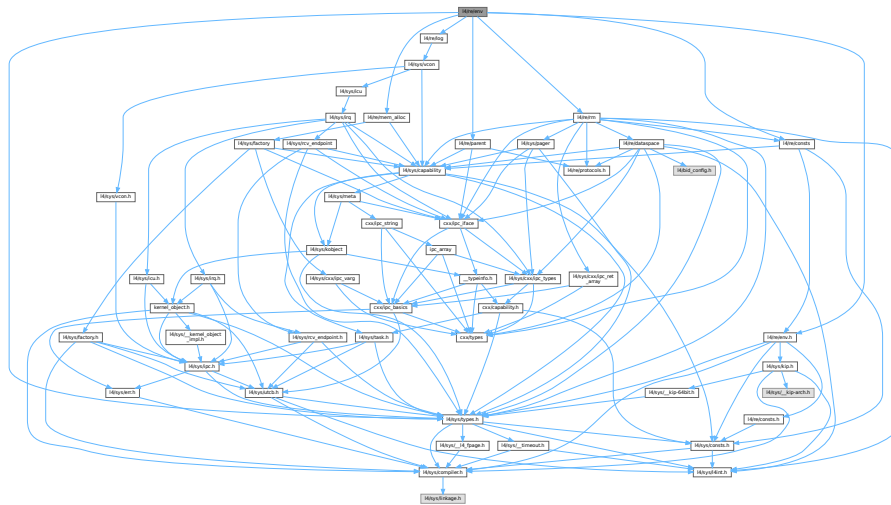 l4/re/env
l4/re/log
l4/sys/vcon
l4/sys/icu
l4/sys/irq
l4/re/mem_alloc
l4/re/rm
l4/sys/factory
l4/sys/rcv_endpoint
l4/re/parent
l4/sys/pager
l4/re/dataspace
l4/re/consts
l4/sys/capability
l4/re/protocols.h
l4/bid_config.h
l4/sys/vcon.h
l4/sys/meta
cxx/ipc_string
cxx/ipc_iface
l4/sys/kobject
ipc_array
l4/sys/icu.h
l4/sys/irq.h
l4/sys/cxx/ipc_varg
__typeinfo.h
l4/sys/cxx/ipc_types
l4/sys/cxx/ipc_ret
_array
kernel_object.h
cxx/ipc_basics
cxx/capability.h
l4/sys/factory.h
l4/sys/__kernel_object
_impl.h
l4/sys/rcv_endpoint.h
l4/sys/task.h
cxx/types
l4/re/env.h
l4/sys/ipc.h
l4/sys/kip.h
l4/sys/err.h
l4/sys/utcb.h
l4/sys/__kip-64bit.h
l4/sys/__kip-arch.h
l4/sys/types.h
l4/re/consts.h
l4/sys/__l4_fpage.h
l4/sys/__timeout.h
l4/sys/consts.h
l4/sys/compiler.h
l4/sys/l4int.h
l4/sys/linkage.h